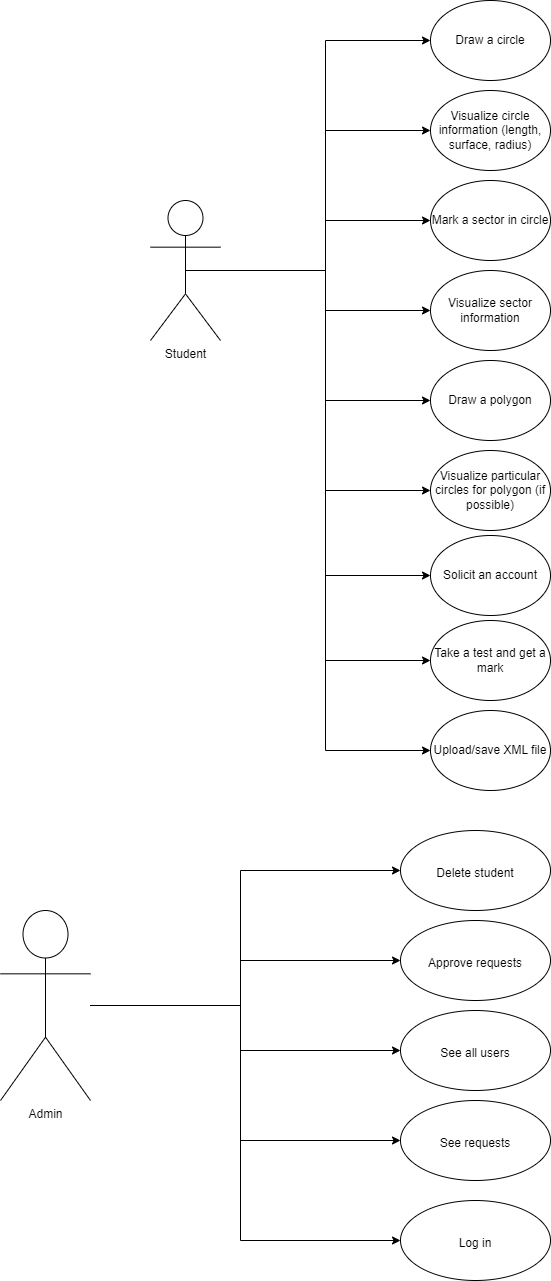 Draw a circle
Visualize circle
information (length,
surface, radius)
Mark a sector in circle
Visualize sector
information
Student
Draw a polygon
Visualize particular
circles for polygon (if
possible)
Solicit an account
Take a test and get a
mark
Upload/save XML file
Delete student
Approve requests
See all users
Admin
See requests
Log in